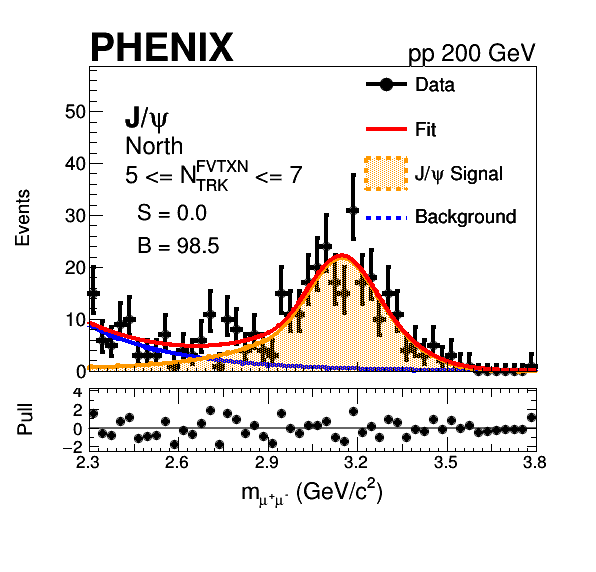 PHENIX pp 200 GeV
Data
Fit
J/ψ Signal
Background
J/ψ
North
5 <= N^{FVTXN}_{TRK} <= 7
S = 0.0
B = 98.5
Events
50
40
30
20
10
0
Pull
4
2
0
−2
2.3 2.6 2.9 3.2 3.5 3.8
m_{μ⁺μ⁻} (GeV/c²)